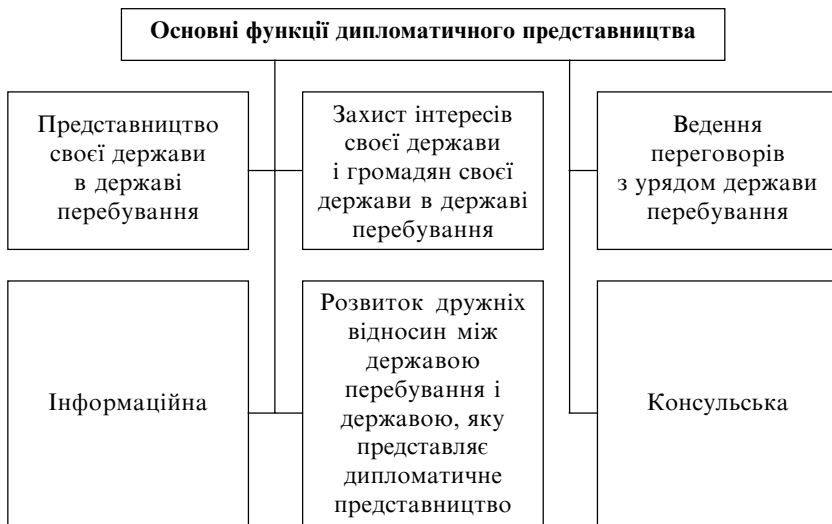 Основні функції дипломатичного представництва
Представництво
своєї держави
в державі
перебування
Захист інтересів
своєї держави
і громадян своєї
держави в державі
перебування
Ведення
переговорів
з урядом держави
перебування
Інформаційна
Розвиток дружніх
відносин між
державою
перебування і
державою, яку
представляє
дипломатичне
представництво
Консульська